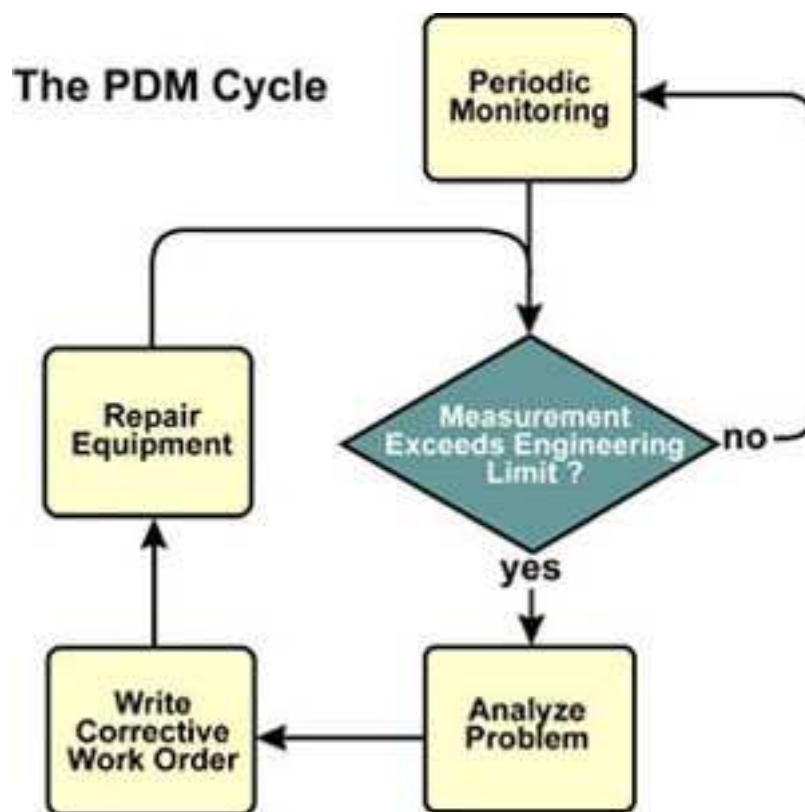 The PDM Cycle
Periodic
Monitoring
Measurement
Exceeds Engineering
Limit ?
no
yes
Repair
Equipment
Write
Corrective
Work Order
Analyze
Problem